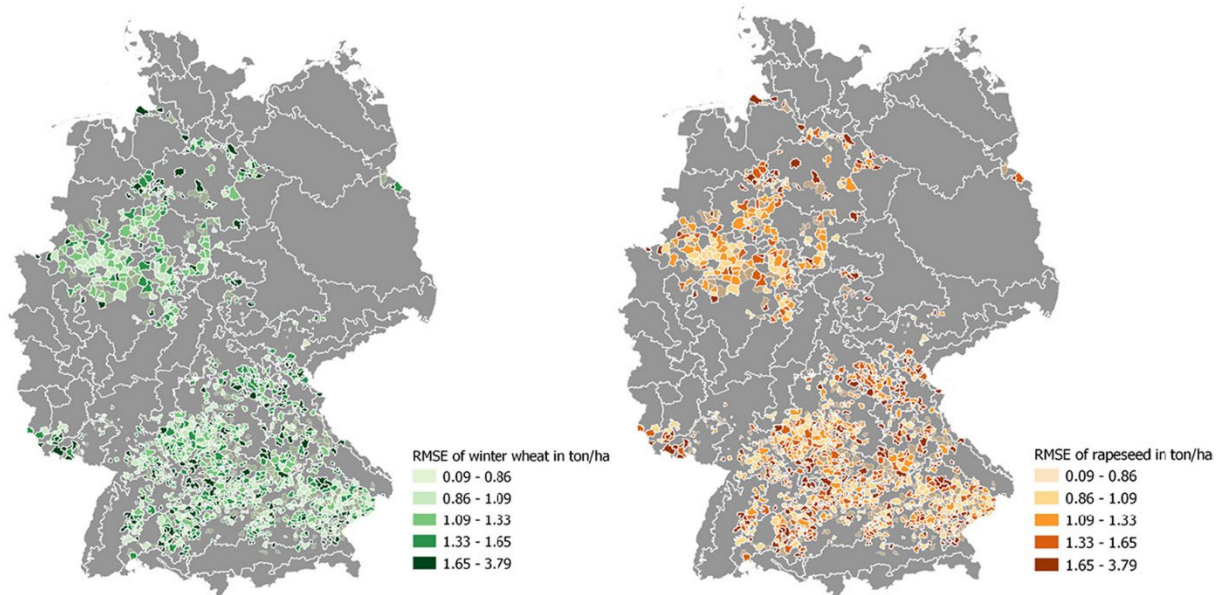 RMSE of winter wheat in ton/ha
0.09 - 0.86
0.86 - 1.09
1.09 - 1.33
1.33 - 1.65
1.65 - 3.79
RMSE of rapeseed in ton/ha
0.09 - 0.86
0.86 - 1.09
1.09 - 1.33
1.33 - 1.65
1.65 - 3.79